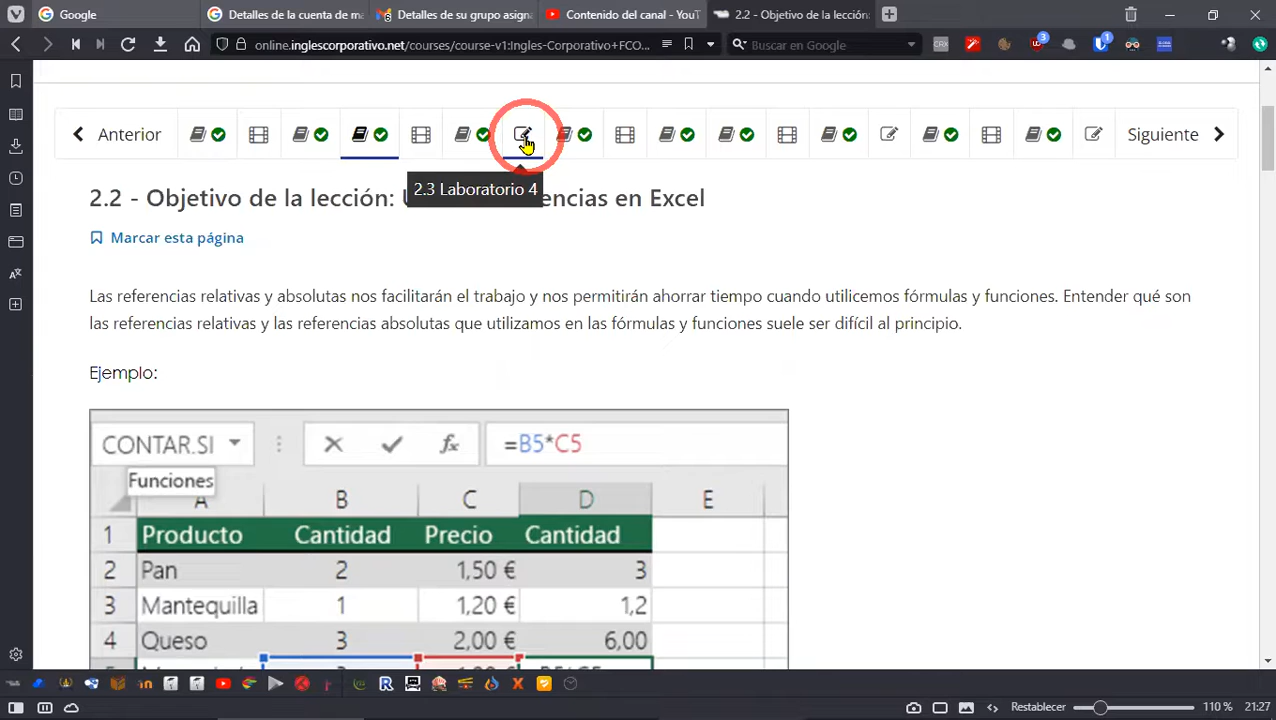 Google
Detalles de la cuenta de ma
Detalles de su grupo asigna
Contenido del canal - YouT
2.2 - Objetivo de la lección:
online.inglescorporativo.net/courses/course-v1:Ingles-Corporativo+FCO...
Buscar en Google
CRX
3
1
Anterior
Siguiente
2.3 Laboratorio 4
2.2 - Objetivo de la lección: U encias en Excel
Marcar esta página
Las referencias relativas y absolutas nos facilitarán el trabajo y nos permitirán ahorrar tiempo cuando utilicemos fórmulas y funciones. Entender qué son
las referencias relativas y las referencias absolutas que utilizamos en las fórmulas y funciones suele ser difícil al principio.
Ejemplo:
CONTAR.SI fx =B5*C5
Funciones
A B C D E
1 Producto Cantidad Precio Cantidad
2 Pan 2 1,50 € 3
3 Mantequilla 1 1,20 € 1,2
4 Queso 3 2,00 € 6,00
Restablecer 110 % 21:27